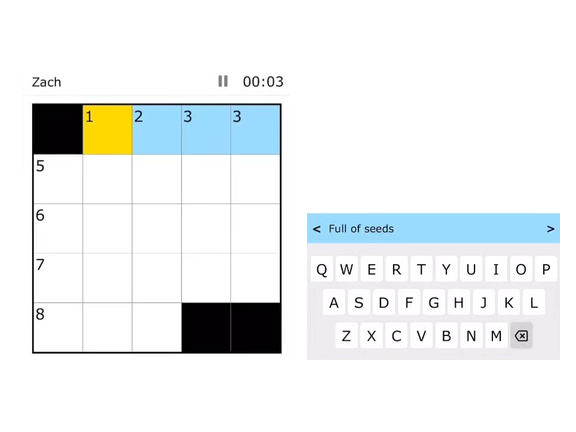 Zach 00:03
1 2 3 3
5
6
7
8
< Full of seeds >
Q W E R T Y U I O P
A S D F G H J K L
Z X C V B N M